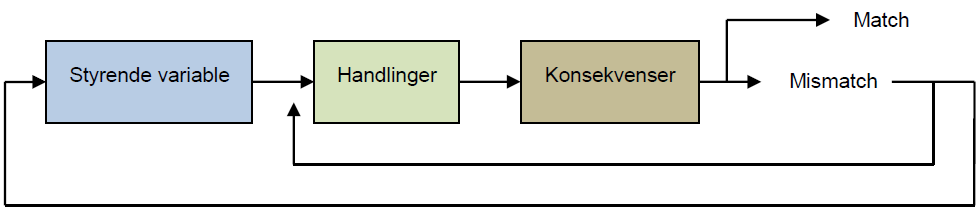 Match
Styrende variable
Handlinger
Konsekvenser
Mismatch